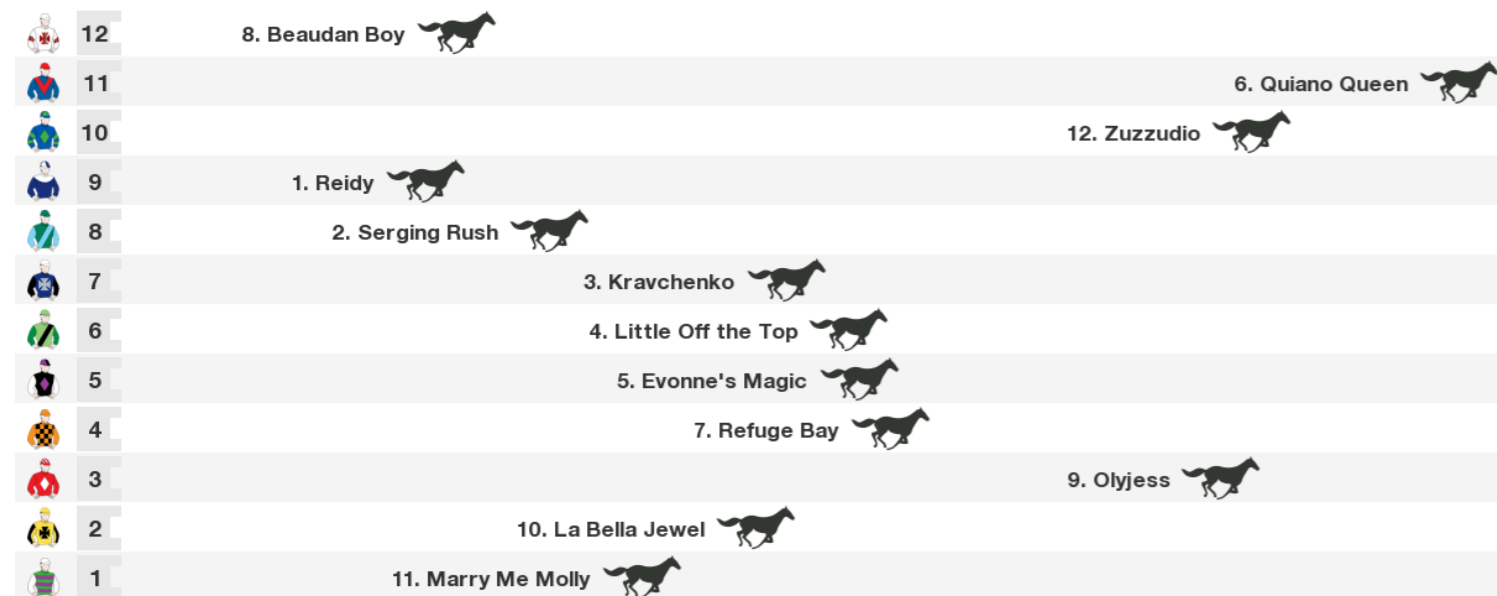 12 8. Beaudan Boy
11 6. Quiano Queen
10 12. Zuzzudio
9 1. Reidy
8 2. Serging Rush
7 3. Kravchenko
6 4. Little Off the Top
5 5. Evonne's Magic
4 7. Refuge Bay
3 9. Olyjess
2 10. La Bella Jewel
1 11. Marry Me Molly